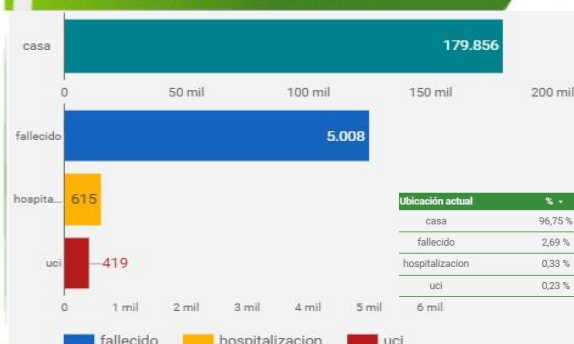 casa 179.856
0 50 mil 100 mil 150 mil 200 mil
fallecido 5.008
hospita... 615
uci 419
0 1 mil 2 mil 3 mil 4 mil 5 mil 6 mil
Ubicación actual %
casa 96,75 %
fallecido 2,69 %
hospitalizacion 0,33 %
uci 0,23 %
fallecido hospitalizacion uci